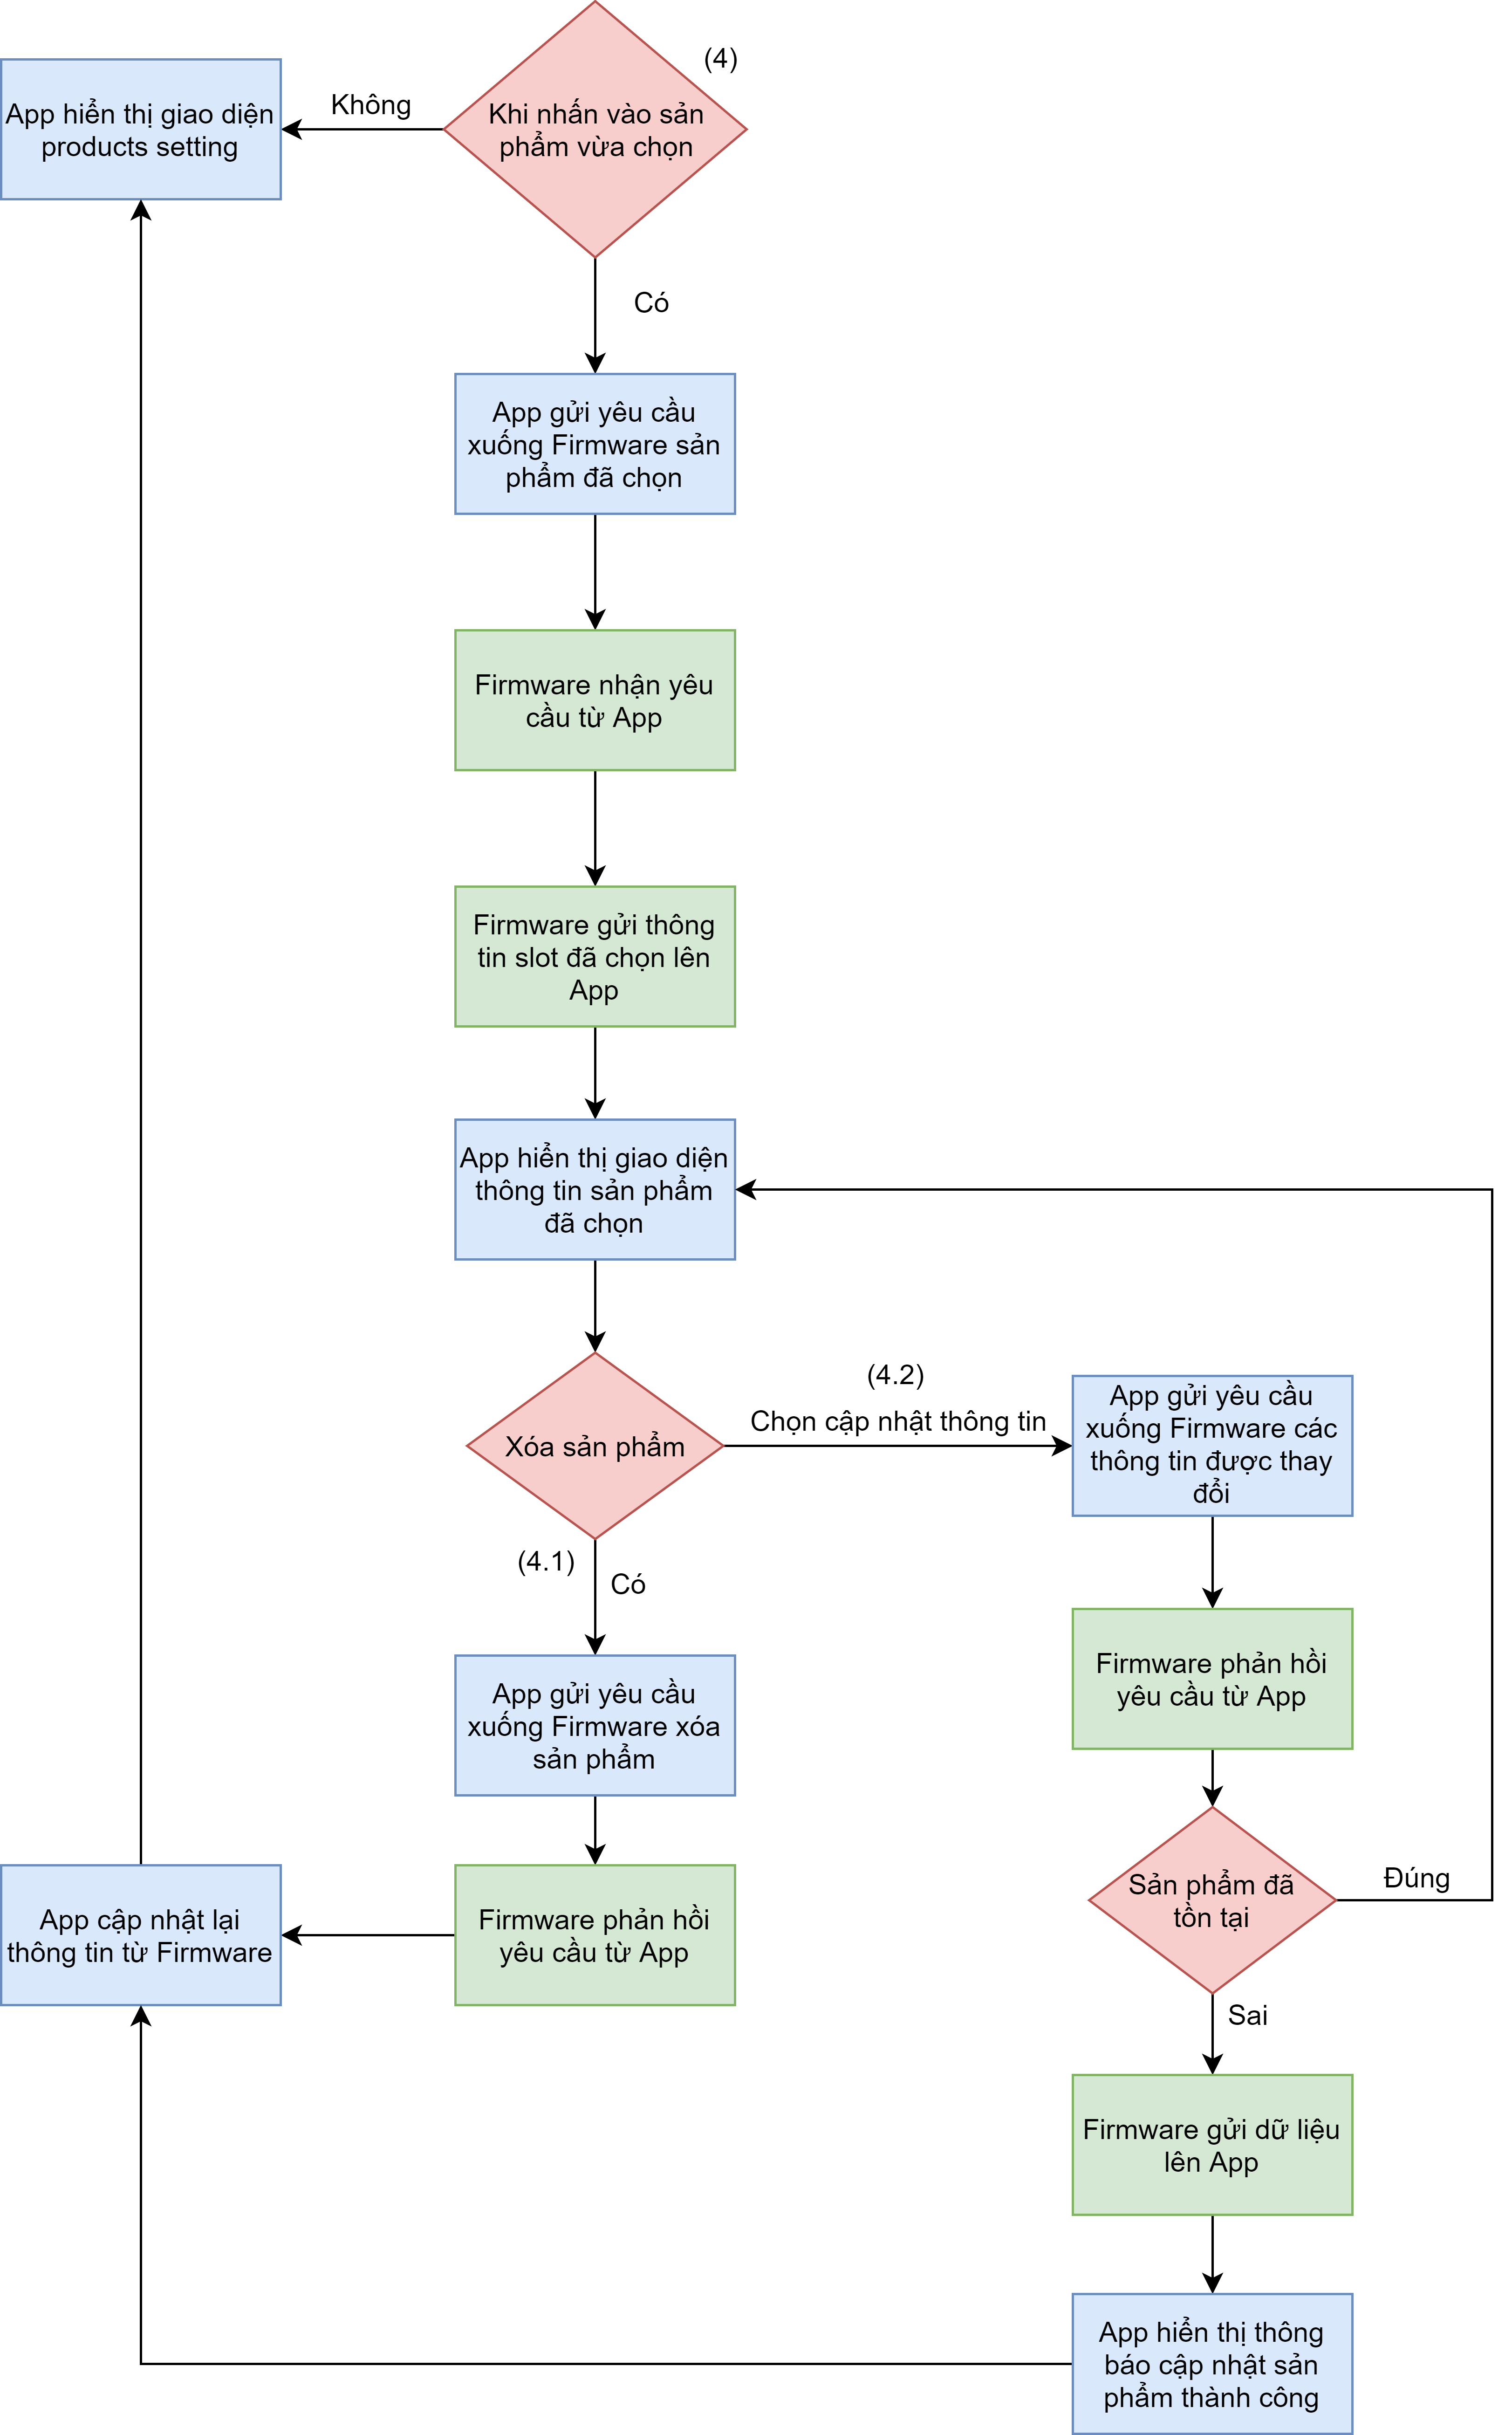 (4)
Khi nhấn vào sản
phẩm vừa chọn
Không
App hiển thị giao diện
products setting
Có
App gửi yêu cầu
xuống Firmware sản
phẩm đã chọn
Firmware nhận yêu
cầu từ App
Firmware gửi thông
tin slot đã chọn lên
App
App hiển thị giao diện
thông tin sản phẩm
đã chọn
Xóa sản phẩm
(4.2)
Chọn cập nhật thông tin
App gửi yêu cầu
xuống Firmware các
thông tin được thay
đổi
(4.1)
Có
App gửi yêu cầu
xuống Firmware xóa
sản phẩm
Firmware phản hồi
yêu cầu từ App
Sản phẩm đã
tồn tại
Đúng
App cập nhật lại
thông tin từ Firmware
Firmware phản hồi
yêu cầu từ App
Sai
Firmware gửi dữ liệu
lên App
App hiển thị thông
báo cập nhật sản
phẩm thành công